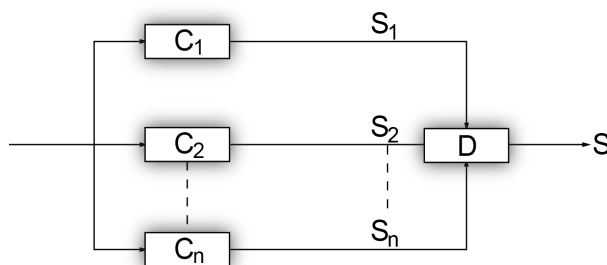 C₁ S₁
C₂ S₂ D S
Cₙ Sₙ